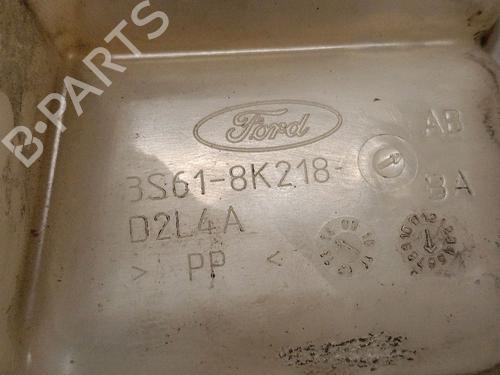 B-PARTS
Ford
AB
3S61-8K218-
BA
D2L4A
> PP <